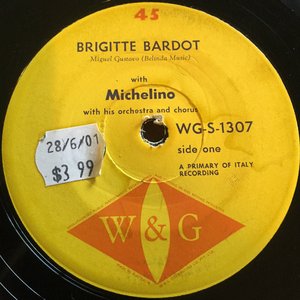 45
BRIGITTE BARDOT
Miguel Gustavo (Belinda Music)
with
Michelino
with his orchestra and chorus
WG-S-1307
side one
A PRIMARY OF ITALY
RECORDING
28/6/01
$3 99
W & G